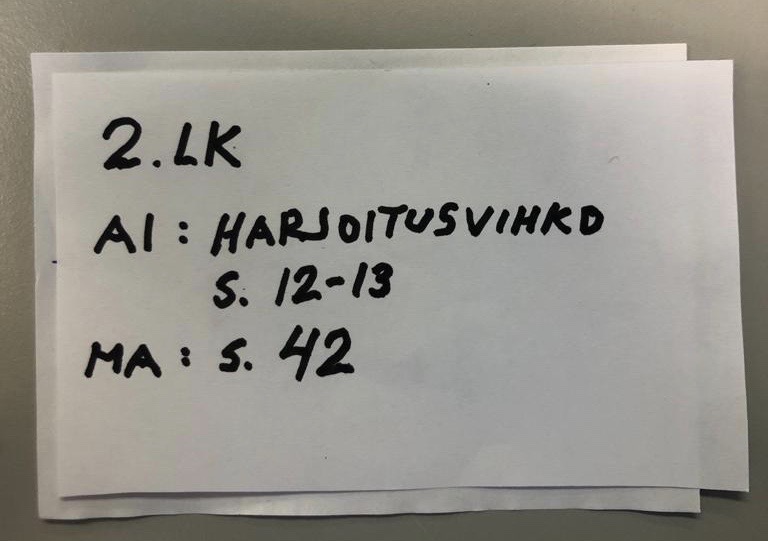 2.LK
AI: HARJOITUSVIHKO
S. 12-13
MA: S. 42